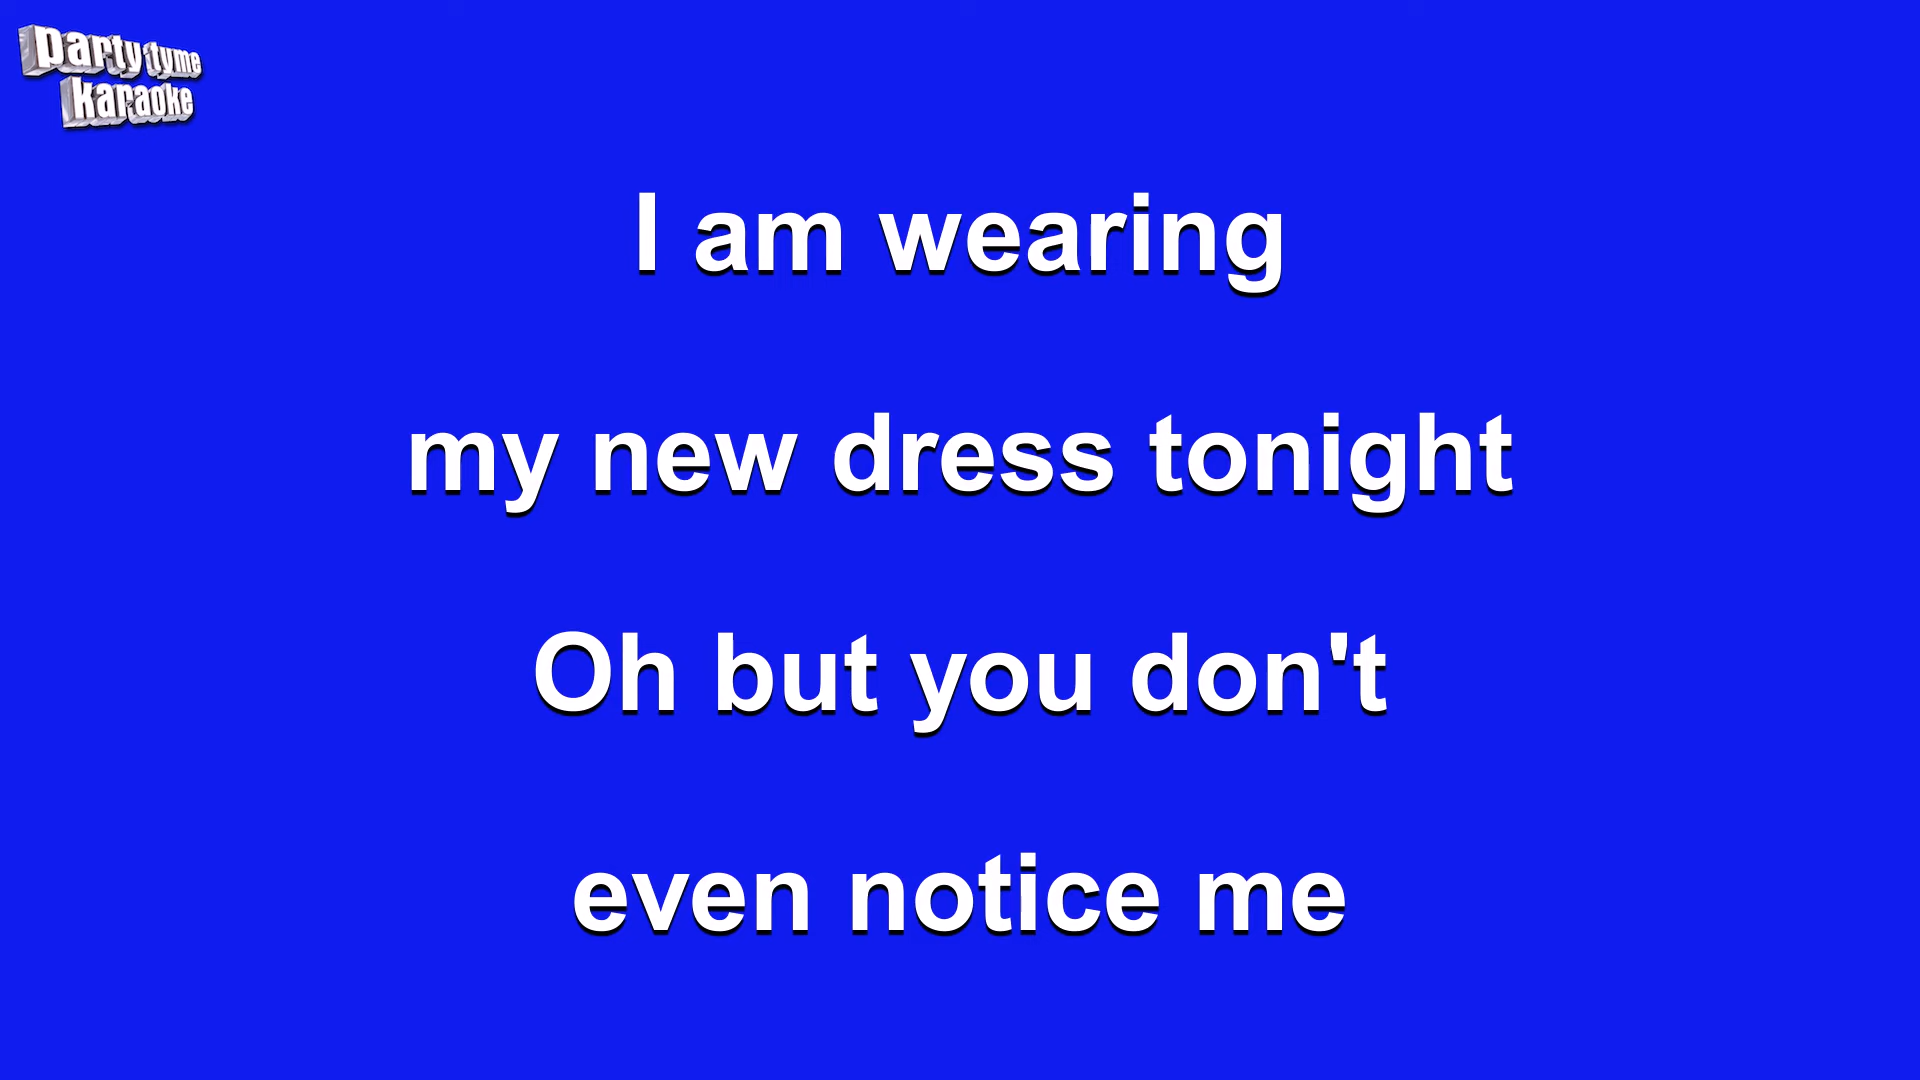 party tyme
karaoke
I am wearing
my new dress tonight
Oh but you don't
even notice me